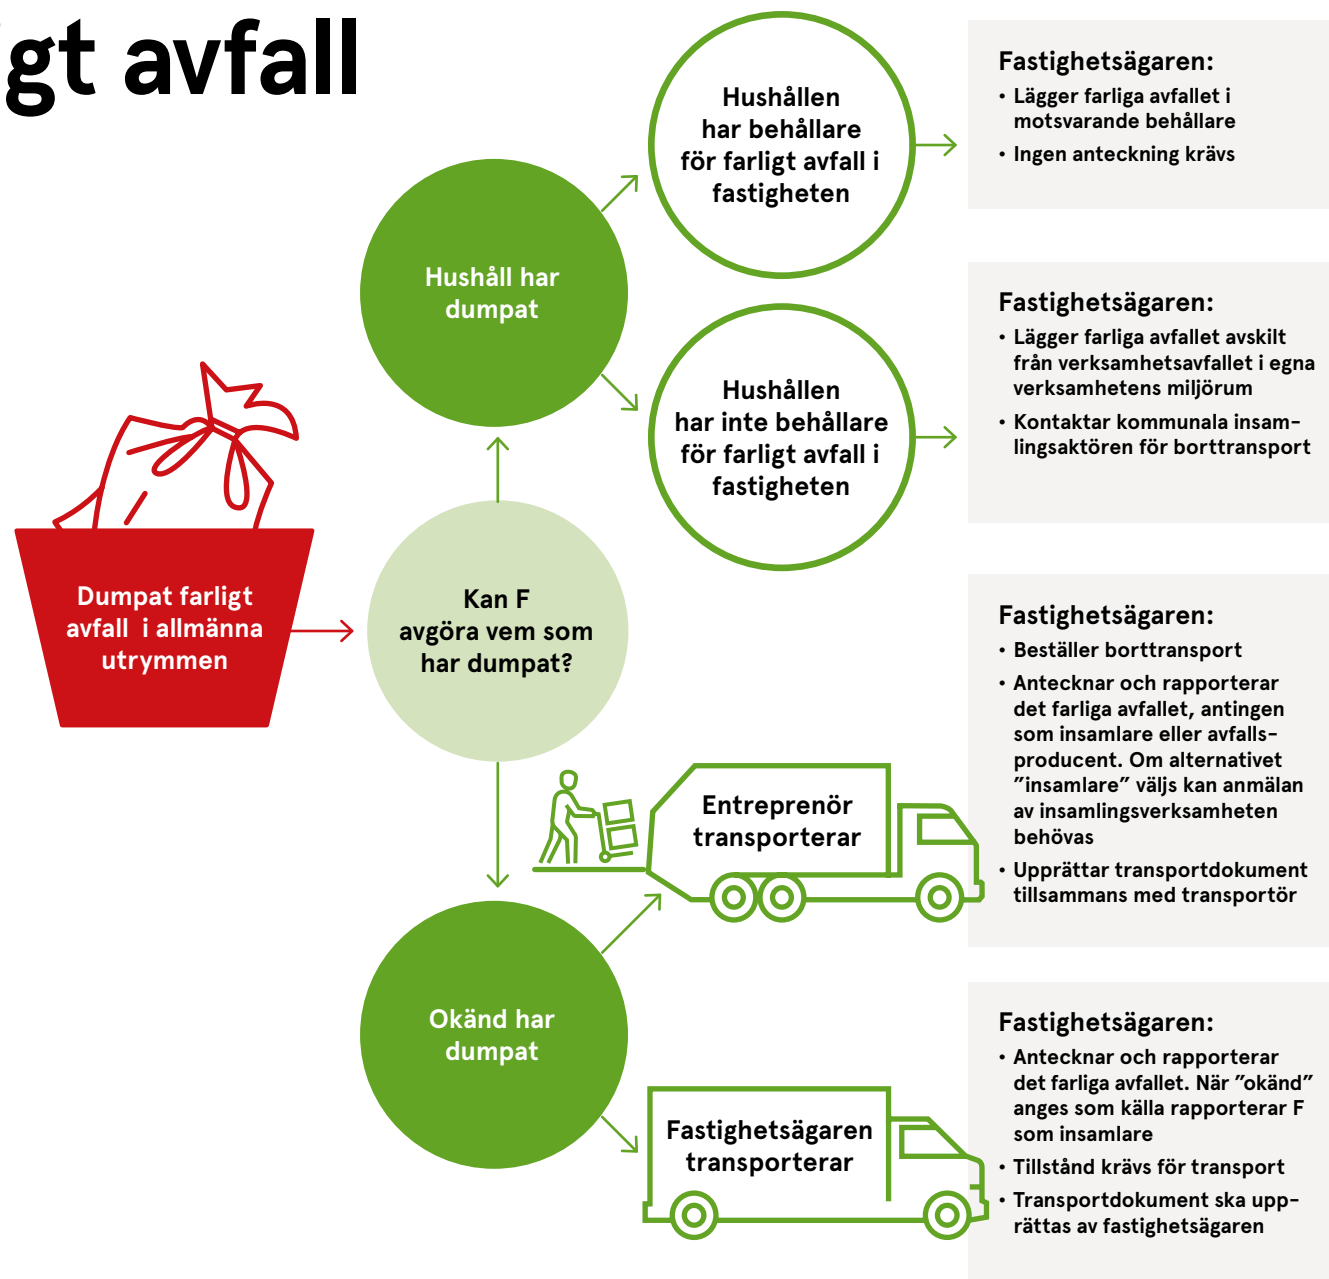 gt avfall
Dumpat farligt
avfall i allmänna
utrymmen
Kan F
avgöra vem som
har dumpat?
Hushåll har
dumpat
Hushållen
har behållare
för farligt avfall i
fastigheten
Fastighetsägaren:
• Lägger farliga avfallet i
motsvarande behållare
• Ingen anteckning krävs
Hushållen
har inte behållare
för farligt avfall i
fastigheten
Fastighetsägaren:
• Lägger farliga avfallet avskilt
från verksamhetsavfallet i egna
verksamhetens miljörum
• Kontaktar kommunala insam-
lingsaktören för borttransport
Okänd har
dumpat
Entreprenör
transporterar
Fastighetsägaren:
• Beställer borttransport
• Antecknar och rapporterar
det farliga avfallet, antingen
som insamlare eller avfalls-
producent. Om alternativet
”insamlare” väljs kan anmälan
av insamlingsverksamheten
behövas
• Upprättar transportdokument
tillsammans med transportör
Fastighetsägaren
transporterar
Fastighetsägaren:
• Antecknar och rapporterar
det farliga avfallet. När ”okänd”
anges som källa rapporterar F
som insamlare
• Tillstånd krävs för transport
• Transportdokument ska upp-
rättas av fastighetsägaren